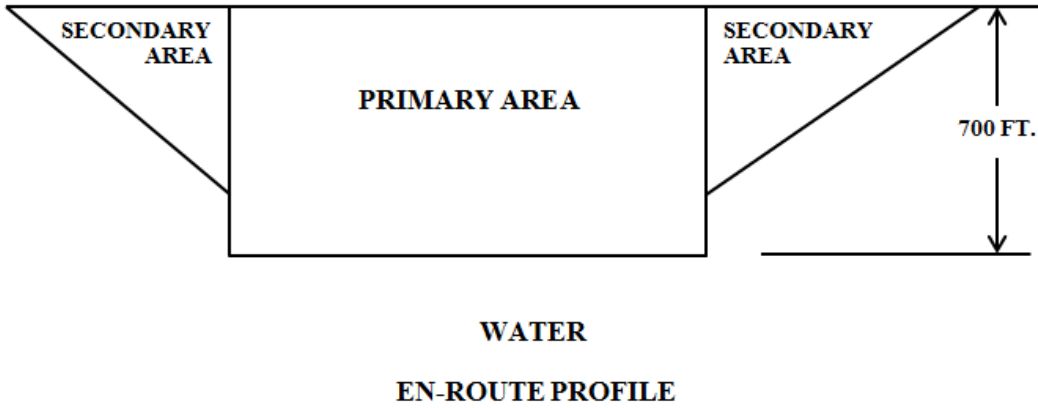 SECONDARY
AREA
SECONDARY
AREA
PRIMARY AREA
700 FT.
WATER
EN-ROUTE PROFILE